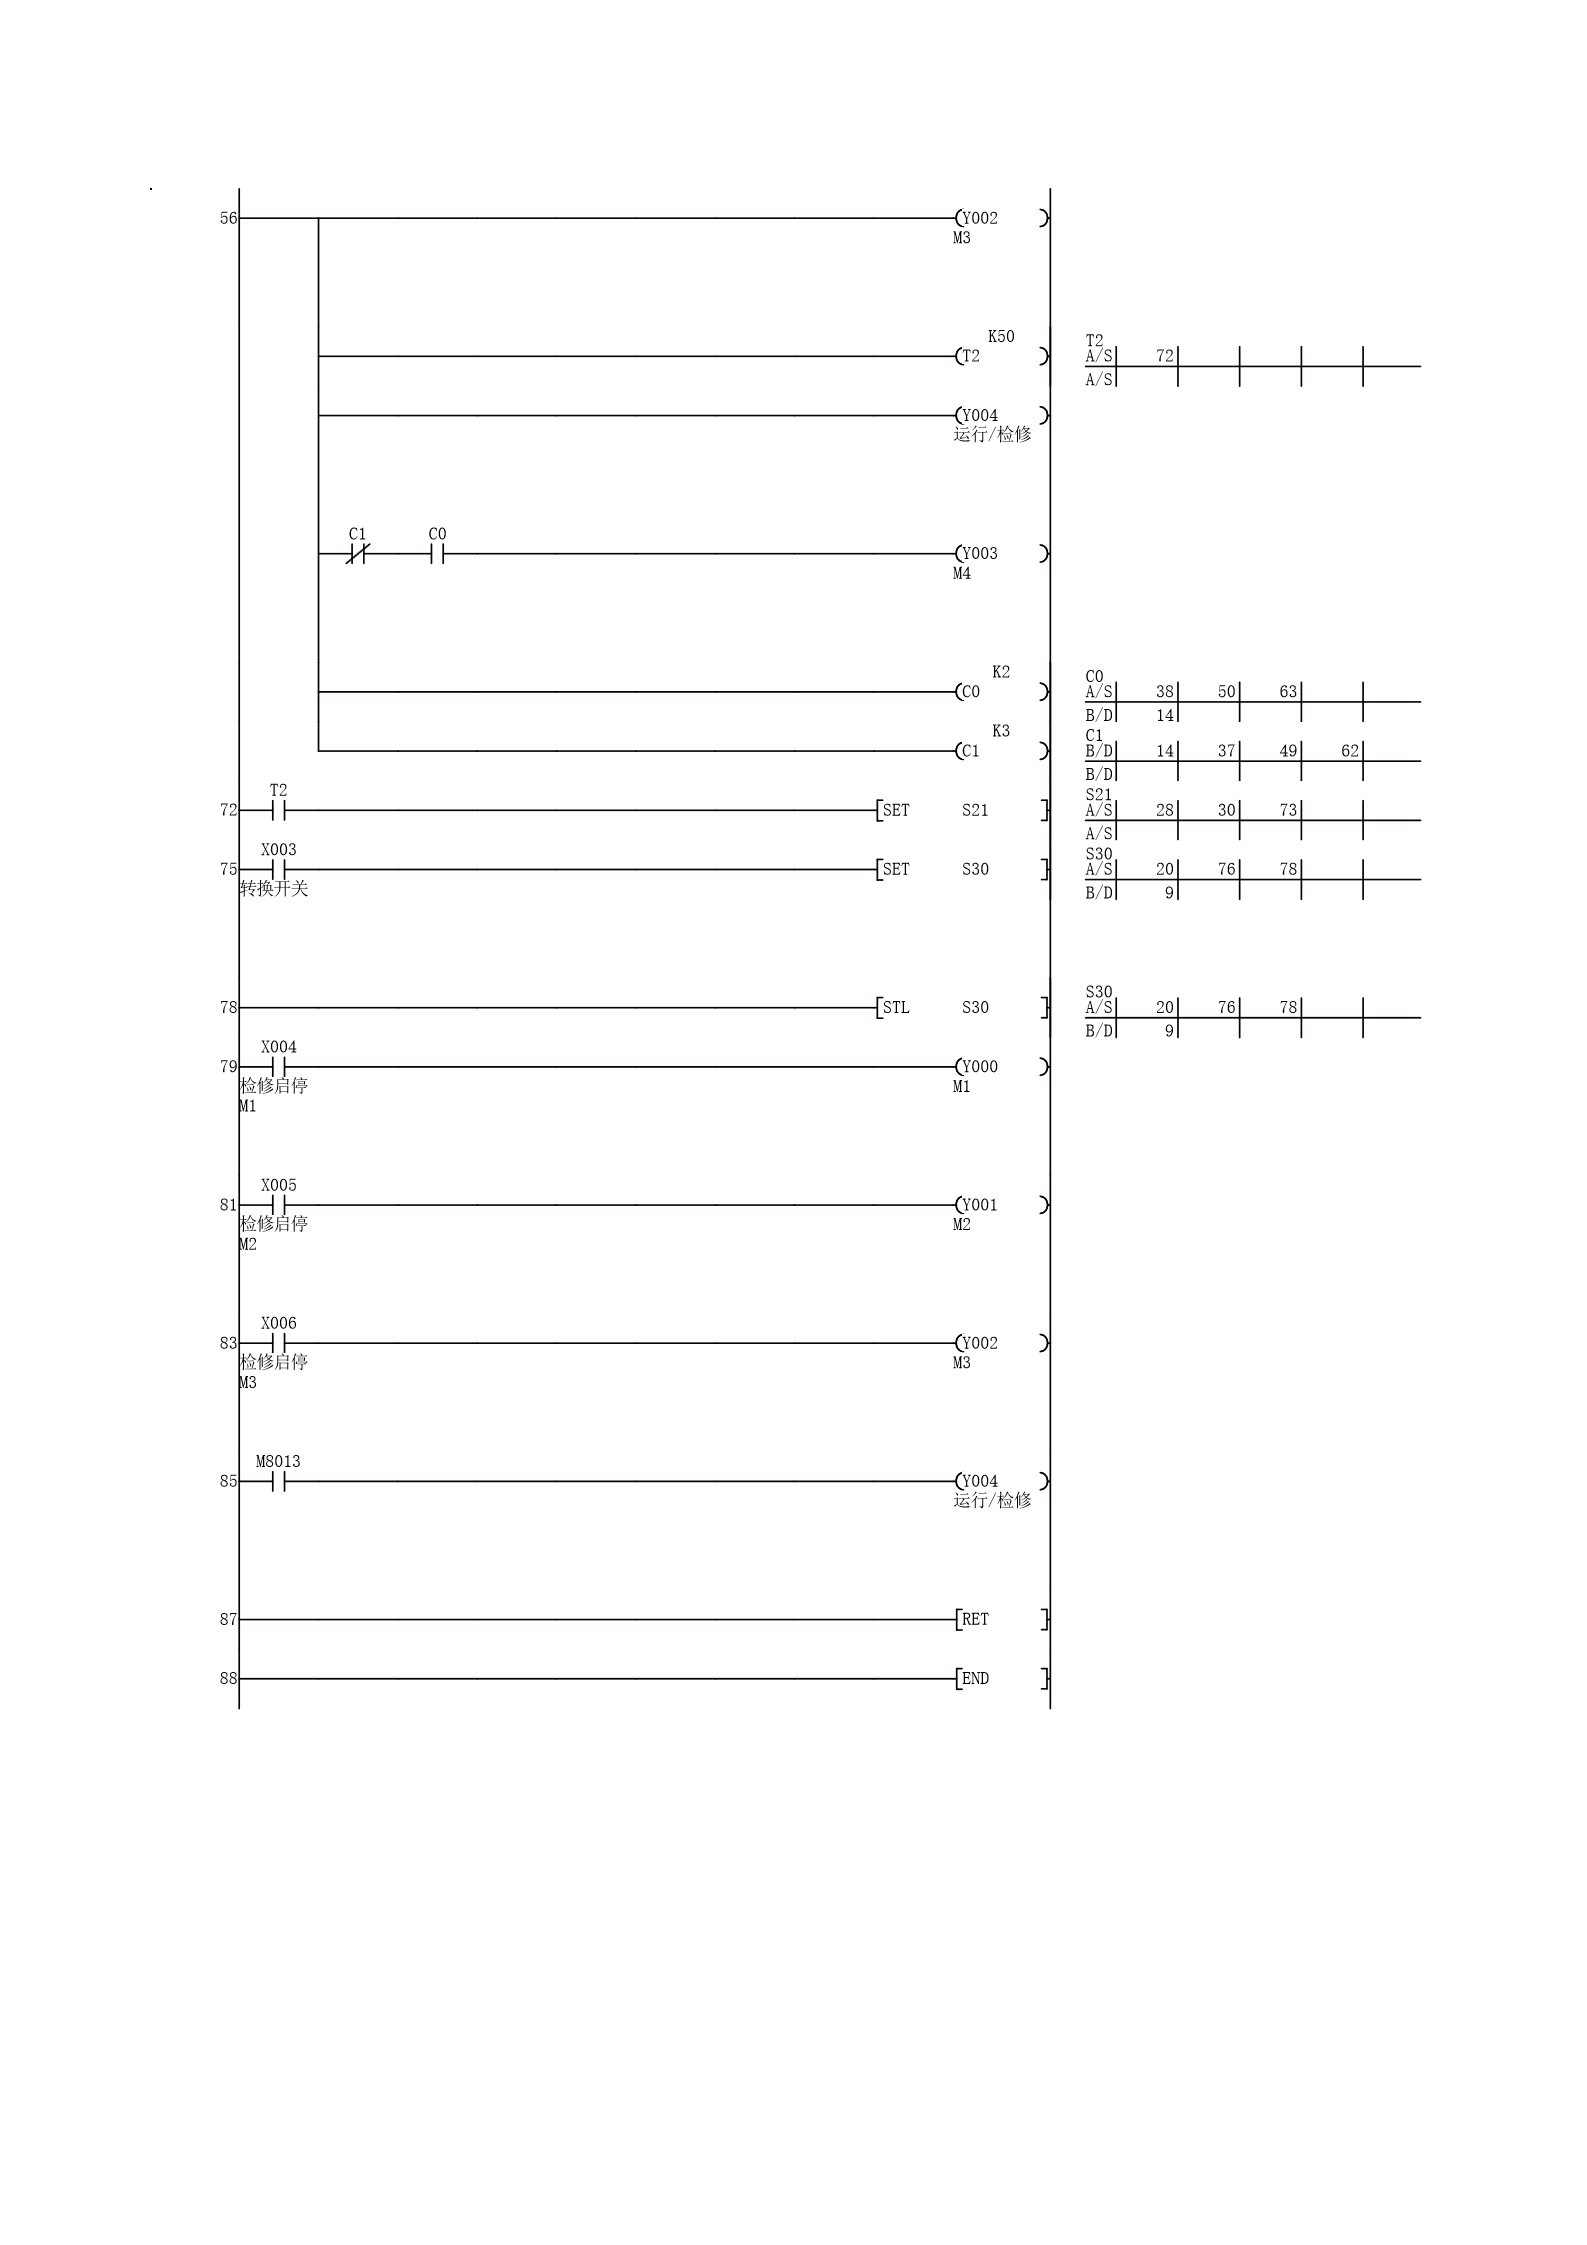 56 Y002
M3
K50
T2
T2
A/S 72
A/S
Y004
运行/检修
C1 C0
Y003
M4
K2
C0
C0
A/S 38 50 63
B/D 14
K3
C1
C1
B/D 14 37 49 62
B/D
T2
72 SET S21
S21
A/S 28 30 73
A/S
X003
75 SET S30
转换开关
S30
A/S 20 76 78
B/D 9
78 STL S30
S30
A/S 20 76 78
B/D 9
X004
79 Y000
检修启停 M1
M1
X005
81 Y001
检修启停 M2
M2
X006
83 Y002
检修启停 M3
M3
M8013
85 Y004
运行/检修
87 RET
88 END